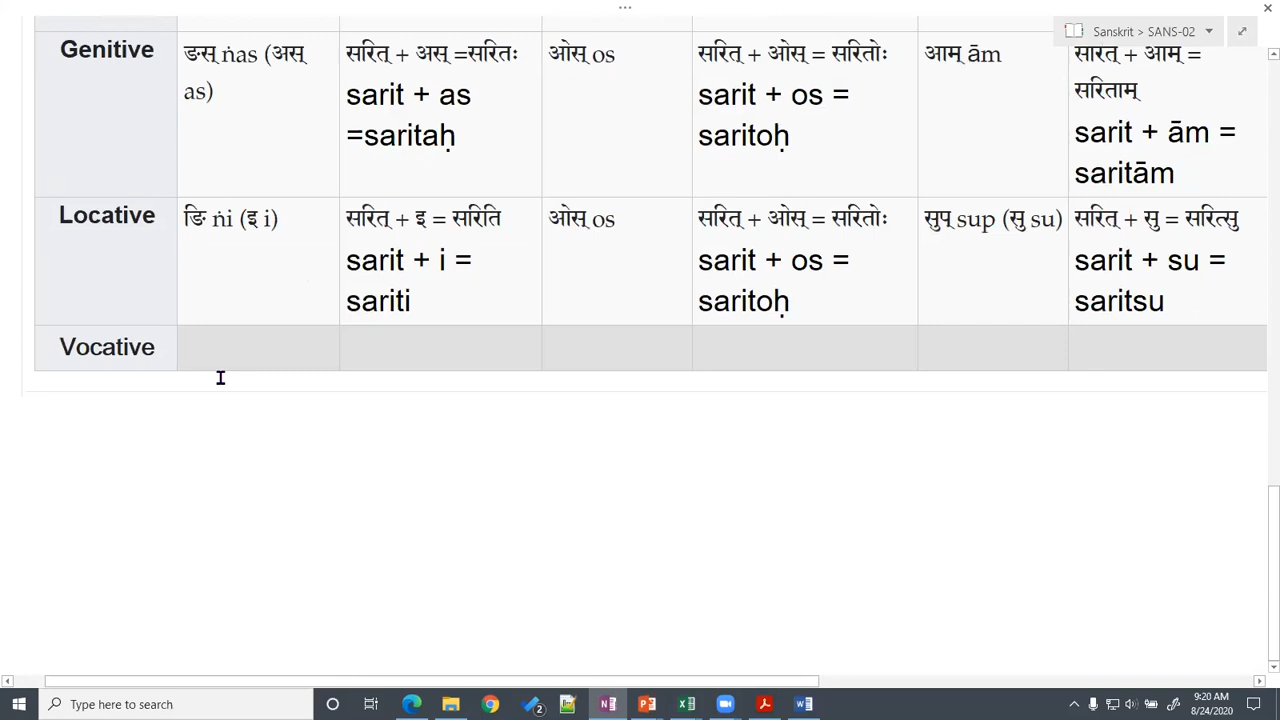 Sanskrit > SANS-02
Genitive
ङस् ṅas (अस्
as)
सरित् + अस् =सरितः
sarit + as
=saritaḥ
ओस् os
सरित् + ओस् = सरितोः
sarit + os =
saritoḥ
आम् ām
सरित् + आम् =
सरिताम्
sarit + ām =
saritām
Locative
ङि ṅi (इ i)
सरित् + इ = सरिति
sarit + i =
sariti
ओस् os
सरित् + ओस् = सरितोः
sarit + os =
saritoḥ
सुप् sup (सु su)
सरित् + सु = सरित्सु
sarit + su =
saritsu
Vocative
Type here to search
2
9:20 AM
8/24/2020